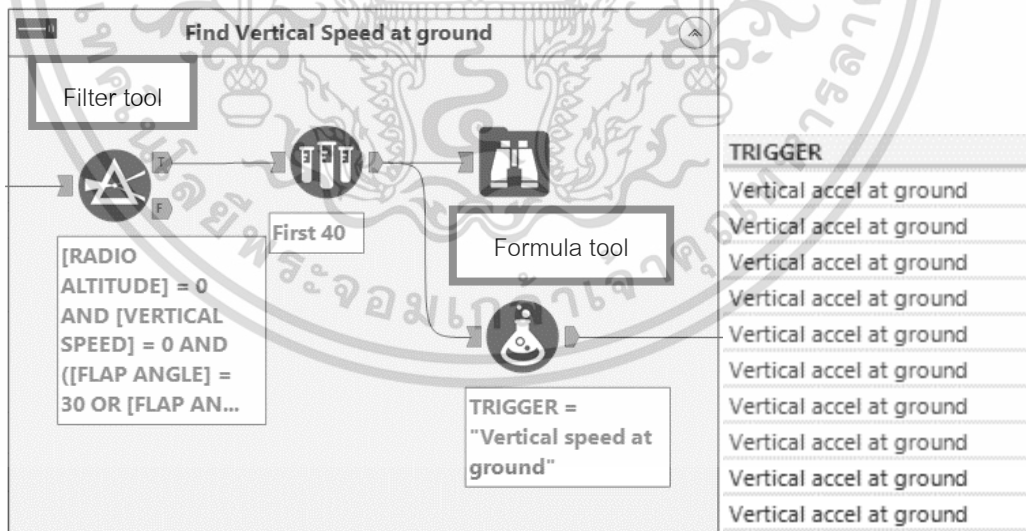 Find Vertical Speed at ground
Filter tool
T
F
First 40
[RADIO
ALTITUDE] = 0
AND [VERTICAL
SPEED] = 0 AND
([FLAP ANGLE] =
30 OR [FLAP AN...
Formula tool
TRIGGER =
"Vertical speed at
ground"
TRIGGER
Vertical accel at ground
Vertical accel at ground
Vertical accel at ground
Vertical accel at ground
Vertical accel at ground
Vertical accel at ground
Vertical accel at ground
Vertical accel at ground
Vertical accel at ground
Vertical accel at ground